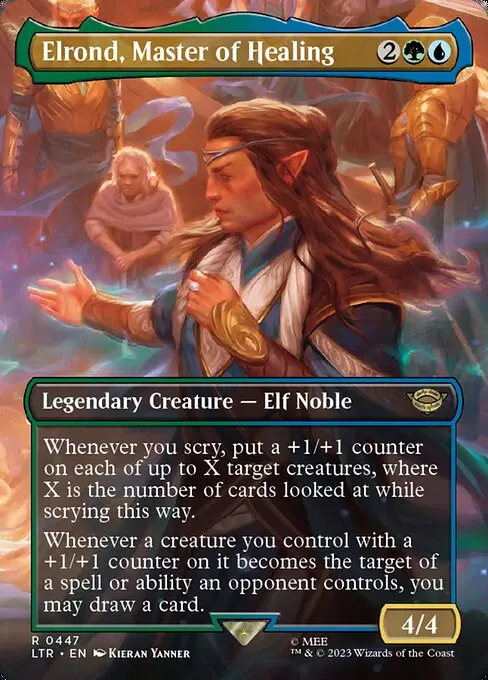 Elrond, Master of Healing 2
Legendary Creature — Elf Noble
Whenever you scry, put a +1/+1 counter
on each of up to X target creatures, where
X is the number of cards looked at while
scrying this way.
Whenever a creature you control with a
+1/+1 counter on it becomes the target of
a spell or ability an opponent controls, you
may draw a card.
4/4
R 0447
LTR • EN Kieran Yanner
© MEE
™ & © 2023 Wizards of the Coast